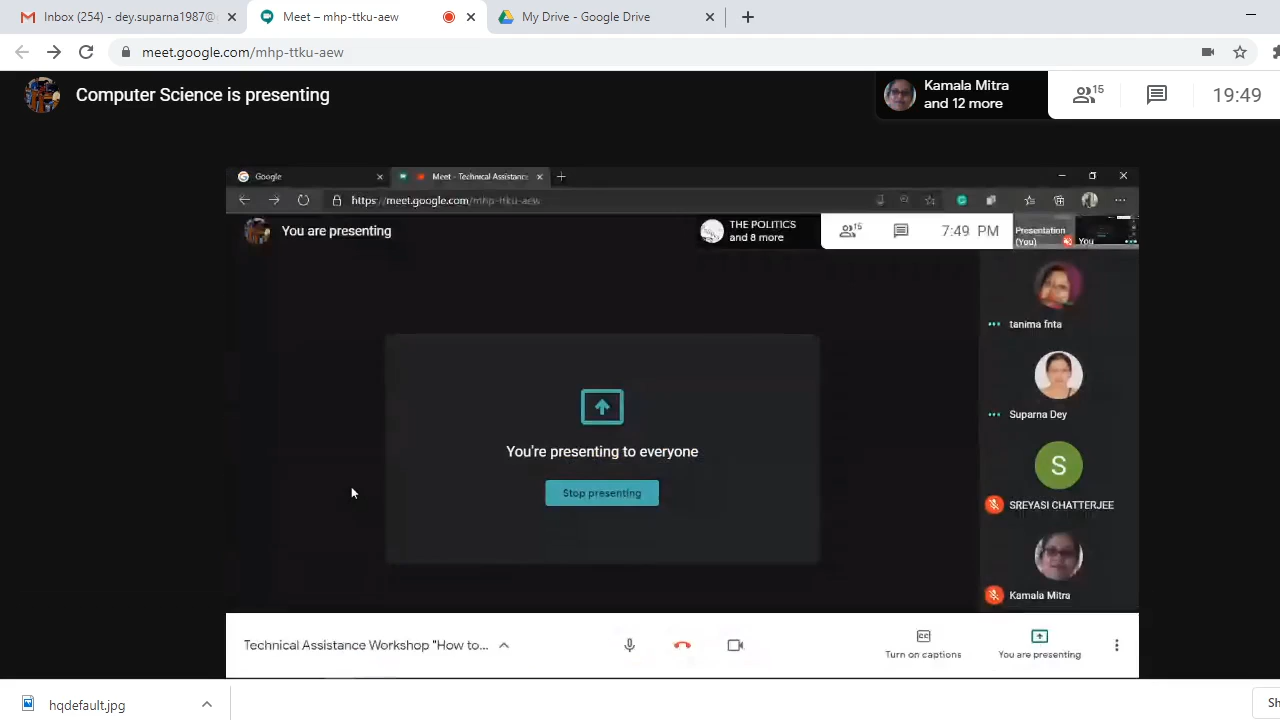 Inbox (254) - dey.suparna1987@
Meet – mhp-ttku-aew
My Drive - Google Drive
meet.google.com/mhp-ttku-aew
Computer Science is presenting
Kamala Mitra
and 12 more
15
19:49
Google
Meet - Technical Assistance
https://meet.google.com/mhp-ttku-aew
You are presenting
THE POLITICS
and 8 more
15
7:49 PM
Presentation
(You)
You
tanima fnta
Suparna Dey
S
SREYASI CHATTERJEE
Kamala Mitra
You're presenting to everyone
Stop presenting
Technical Assistance Workshop "How to...
Turn on captions
You are presenting
hqdefault.jpg
Sh